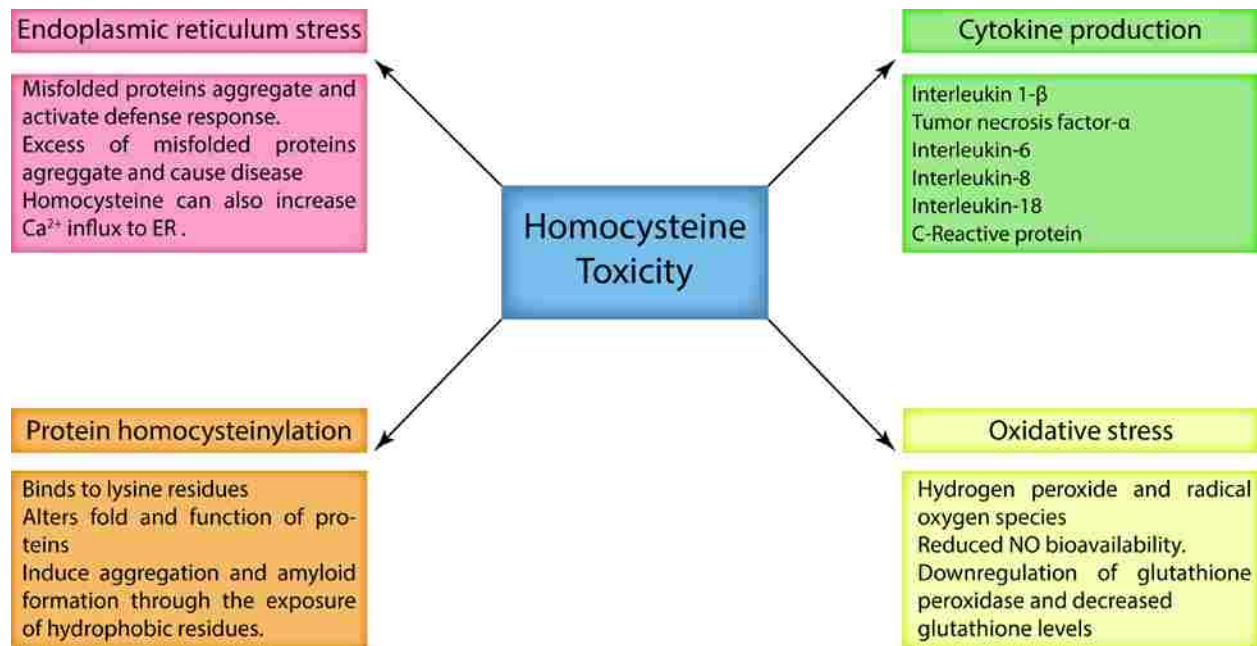 Endoplasmic reticulum stress
Misfolded proteins aggregate and
activate defense response.
Excess of misfolded proteins
agreggate and cause disease
Homocysteine can also increase
Ca²⁺ influx to ER .
Cytokine production
Interleukin 1-β
Tumor necrosis factor-α
Interleukin-6
Interleukin-8
Interleukin-18
C-Reactive protein
Homocysteine
Toxicity
Protein homocysteinylation
Binds to lysine residues
Alters fold and function of pro-
teins
Induce aggregation and amyloid
formation through the exposure
of hydrophobic residues.
Oxidative stress
Hydrogen peroxide and radical
oxygen species
Reduced NO bioavailability.
Downregulation of glutathione
peroxidase and decreased
glutathione levels